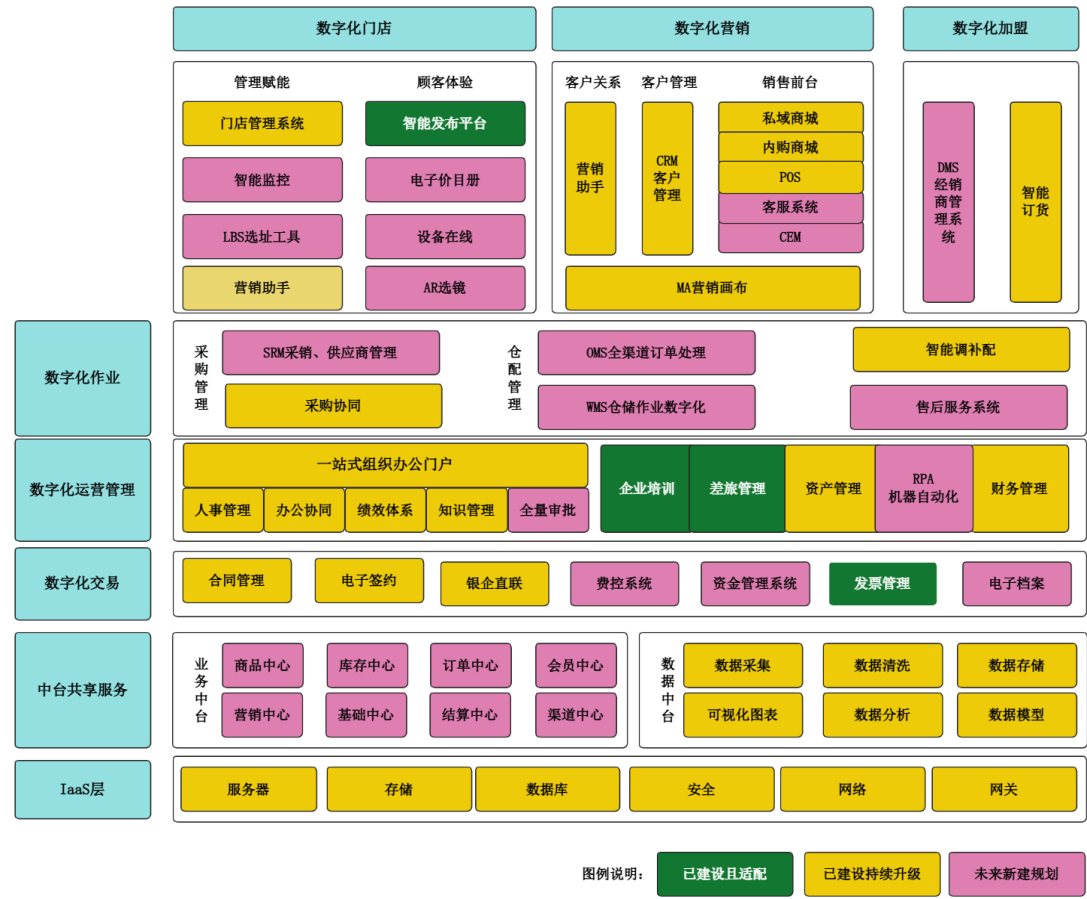 数字化门店
数字化营销
数字化加盟
管理赋能
顾客体验
门店管理系统
智能发布平台
智能监控
电子价目册
LBS选址工具
设备在线
营销助手
AR选镜
客户关系
客户管理
销售前台
营销
助手
CRM
客户
管理
私域商城
内购商城
POS
客服系统
CEM
MA营销画布
DMS
经销
商管
理系
统
智能
订货
数字化作业
采
购
管
理
SRM采销、供应商管理
采购协同
仓
配
管
理
OMS全渠道订单处理
WMS仓储作业数字化
智能调补配
售后服务系统
数字化运营管理
一站式组织办公门户
人事管理
办公协同
绩效体系
知识管理
全量审批
企业培训
差旅管理
资产管理
RPA
机器自动化
财务管理
数字化交易
合同管理
电子签约
银企直联
费控系统
资金管理系统
发票管理
电子档案
中台共享服务
业
务
中
台
商品中心
库存中心
订单中心
会员中心
营销中心
基础中心
结算中心
渠道中心
数
据
中
台
数据采集
数据清洗
数据存储
可视化图表
数据分析
数据模型
IaaS层
服务器
存储
数据库
安全
网络
网关
图例说明：
已建设且适配
已建设持续升级
未来新建规划